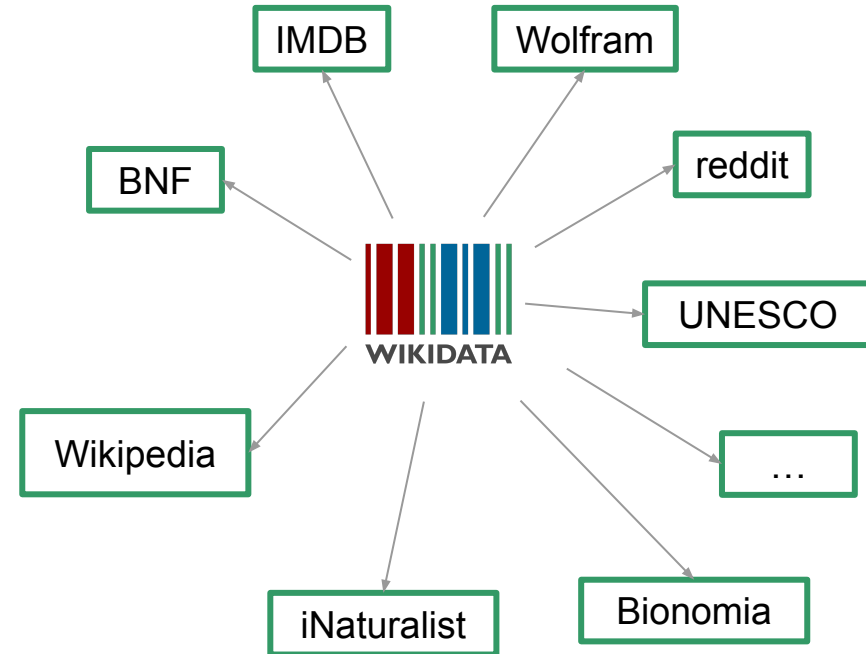 IMDB
Wolfram
BNF
reddit
WIKIDATA
UNESCO
Wikipedia
…
iNaturalist
Bionomia